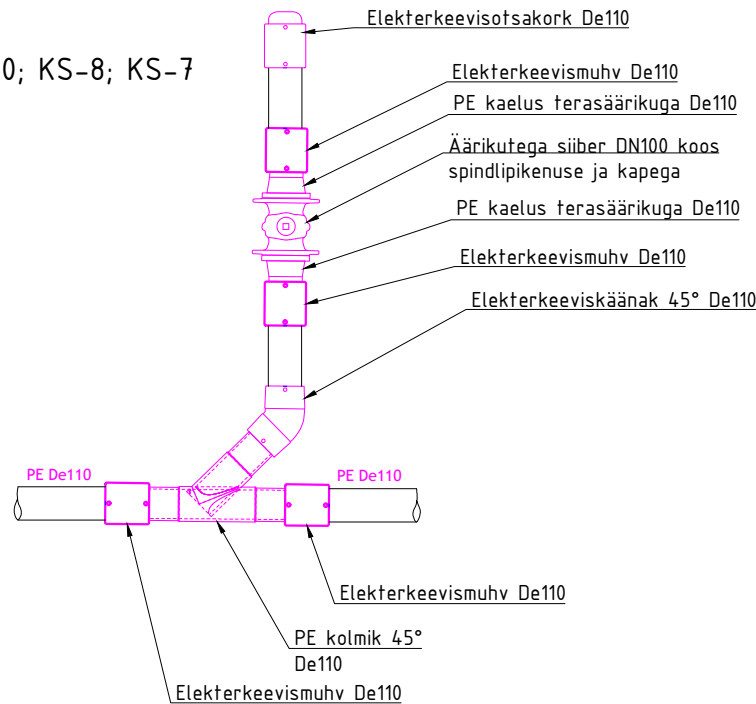 Elekterkeevisotsakork De110
0; KS-8; KS-7
Elekterkeevismuhv De110
PE kaelus terasäärikuga De110
Äärikutega siiber DN100 koos
spindlipikenuse ja kapega
PE kaelus terasäärikuga De110
Elekterkeevismuhv De110
Elekterkeeviskäänak 45° De110
PE De110
PE De110
Elekterkeevismuhv De110
PE kolmik 45°
De110
Elekterkeevismuhv De110